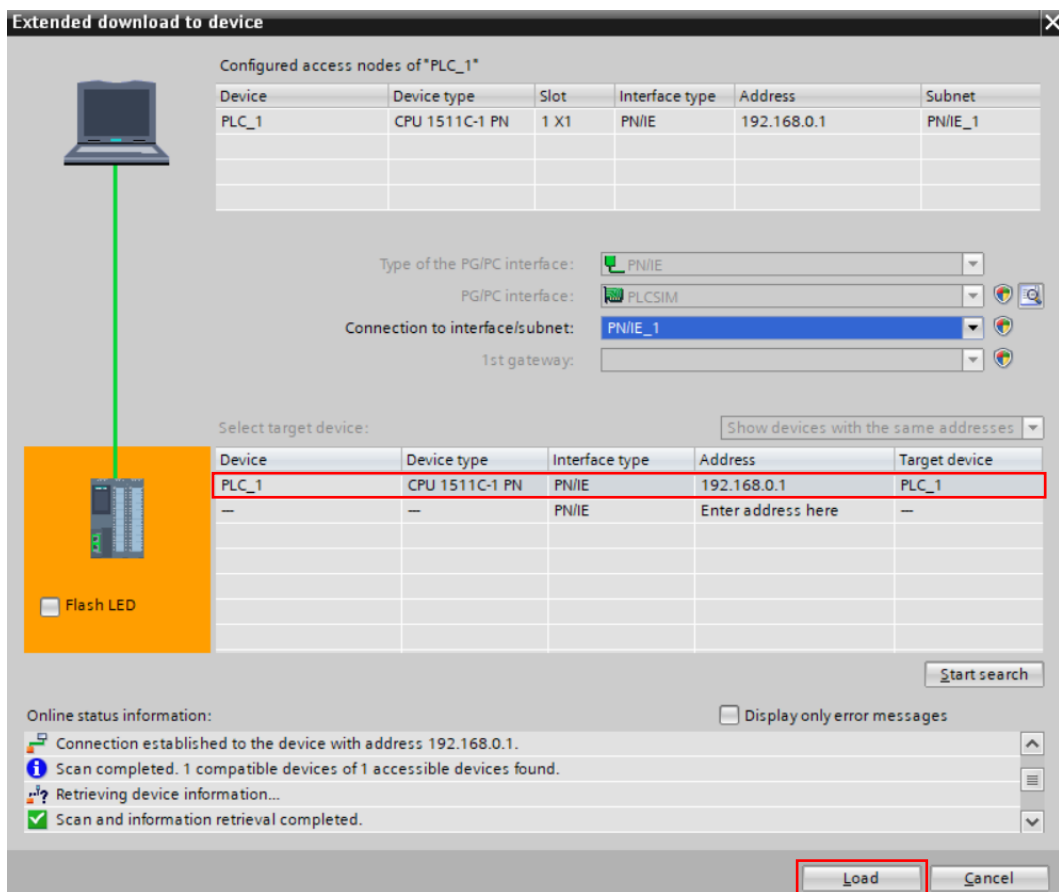 Extended download to device
Configured access nodes of "PLC_1"
Device Device type Slot Interface type Address Subnet
PLC_1 CPU 1511C-1 PN 1 X1 PN/IE 192.168.0.1 PN/IE_1
Type of the PG/PC interface: PN/IE
PG/PC interface: PLCSIM
Connection to interface/subnet: PN/IE_1
1st gateway:
Select target device: Show devices with the same addresses
Device Device type Interface type Address Target device
PLC_1 CPU 1511C-1 PN PN/IE 192.168.0.1 PLC_1
— — PN/IE Enter address here —
Flash LED
Start search
Online status information: Display only error messages
Connection established to the device with address 192.168.0.1.
Scan completed. 1 compatible devices of 1 accessible devices found.
Retrieving device information...
Scan and information retrieval completed.
Load Cancel